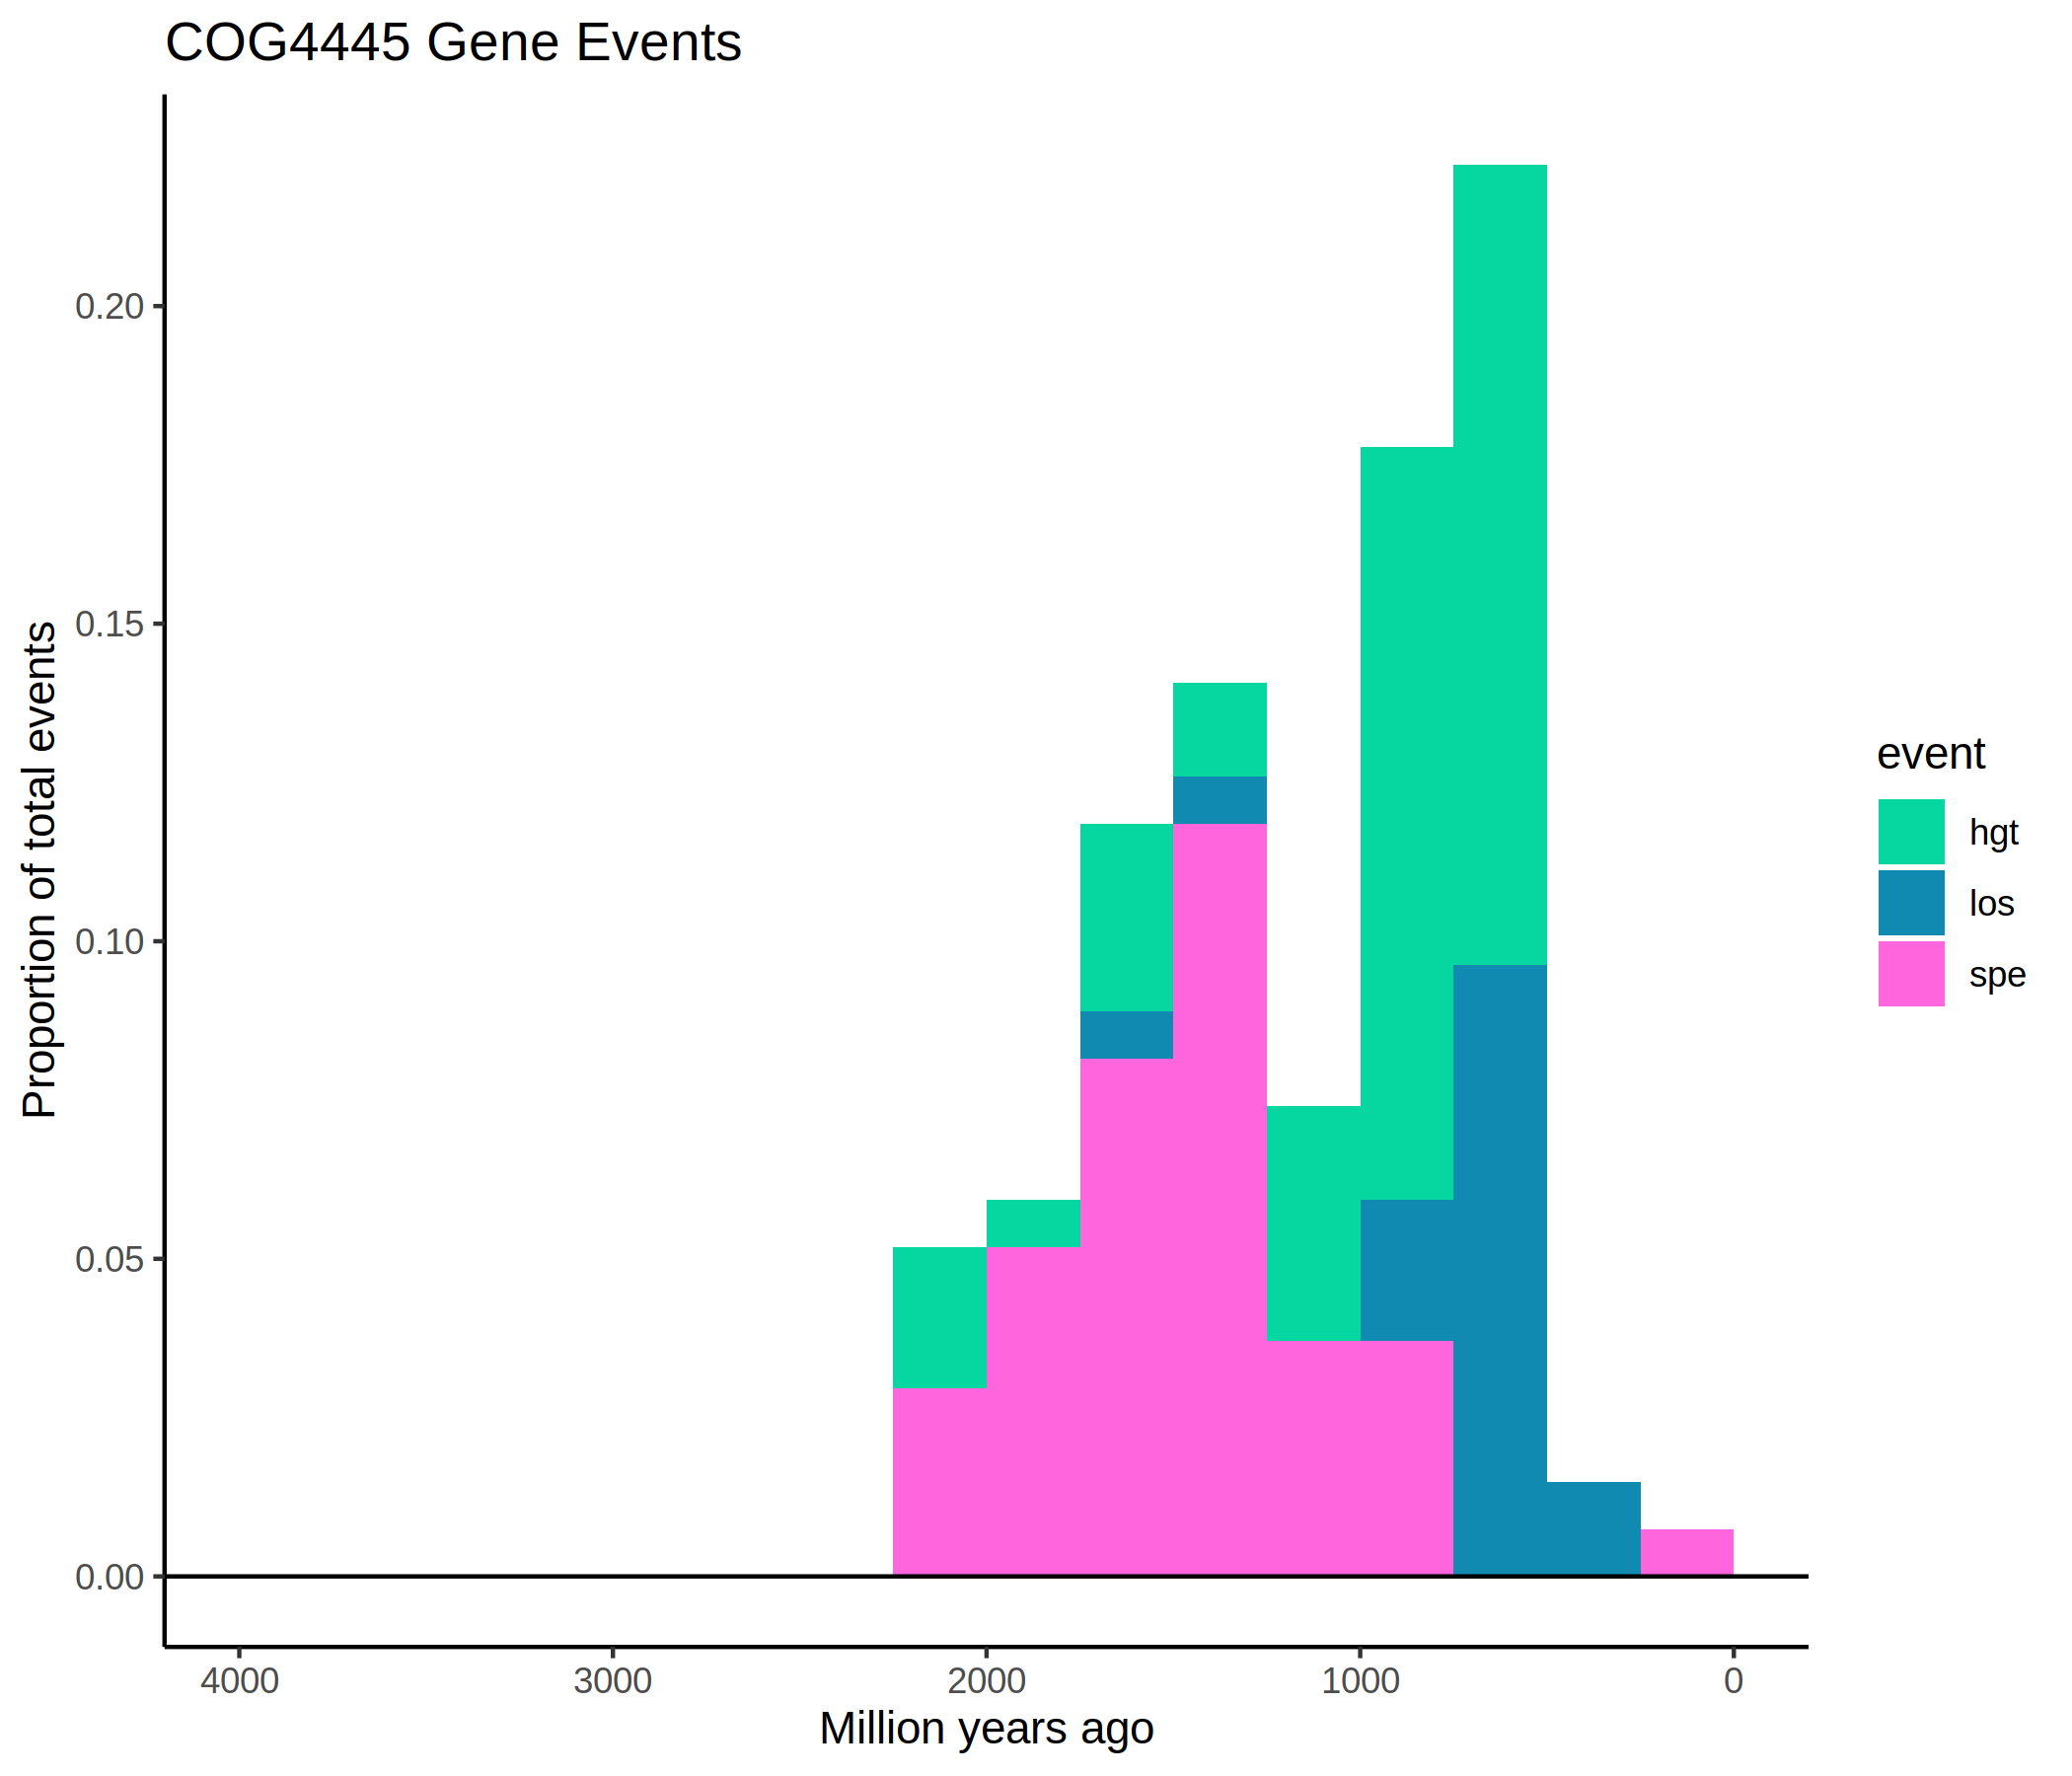 COG4445 Gene Events
Proportion of total events
0.20
0.15
0.10
0.05
0.00
4000 3000 2000 1000 0
Million years ago
event
hgt
los
spe